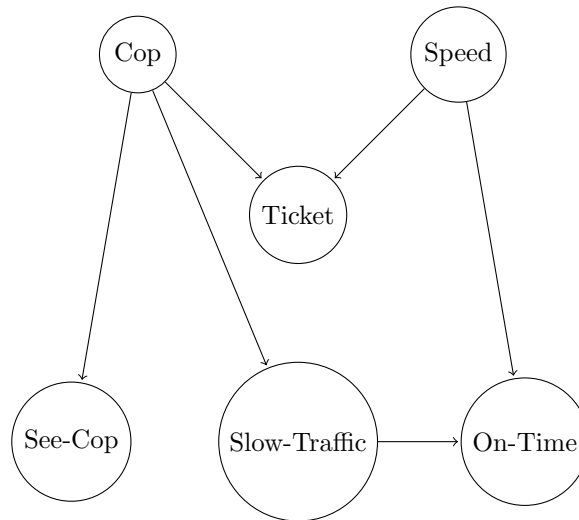 Cop
Speed
Ticket
See-Cop
Slow-Traffic
On-Time